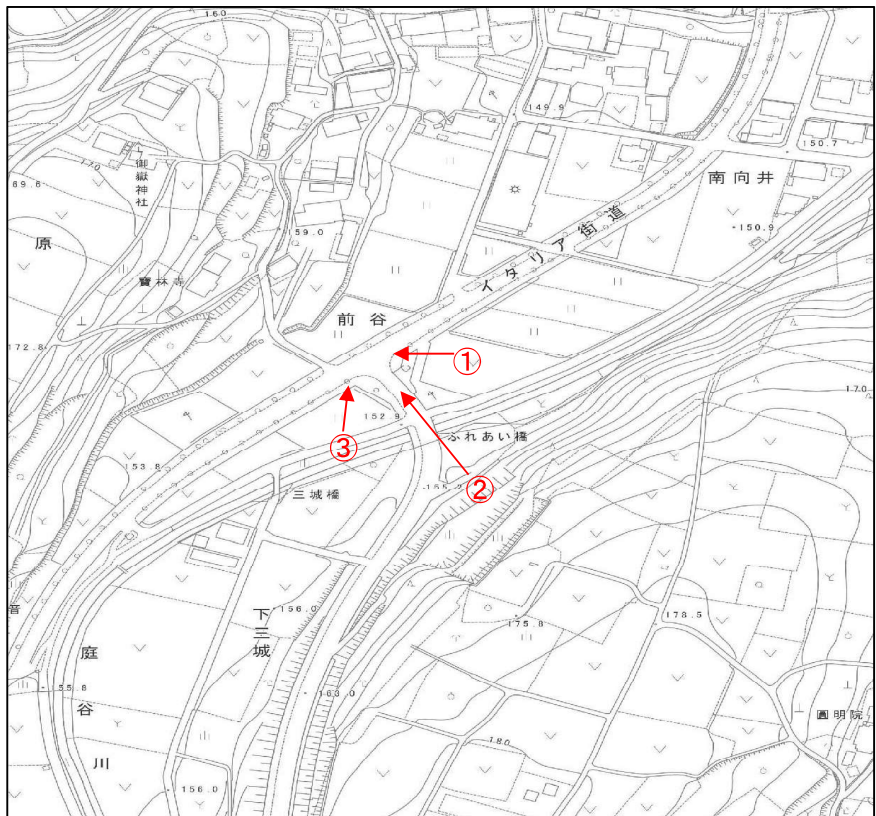 160
149.9
150.7
南向井
御嶽神社
170
69.6
イタリア街道
150.9
原
159.0
寶林寺
前谷
①
172.8
170
③
152.9
ふれあい橋
②
153.8
三城橋
下三城
156.0
175.8
178.5
音
庭谷川
55.8
163.0
圓明院
180
156.0